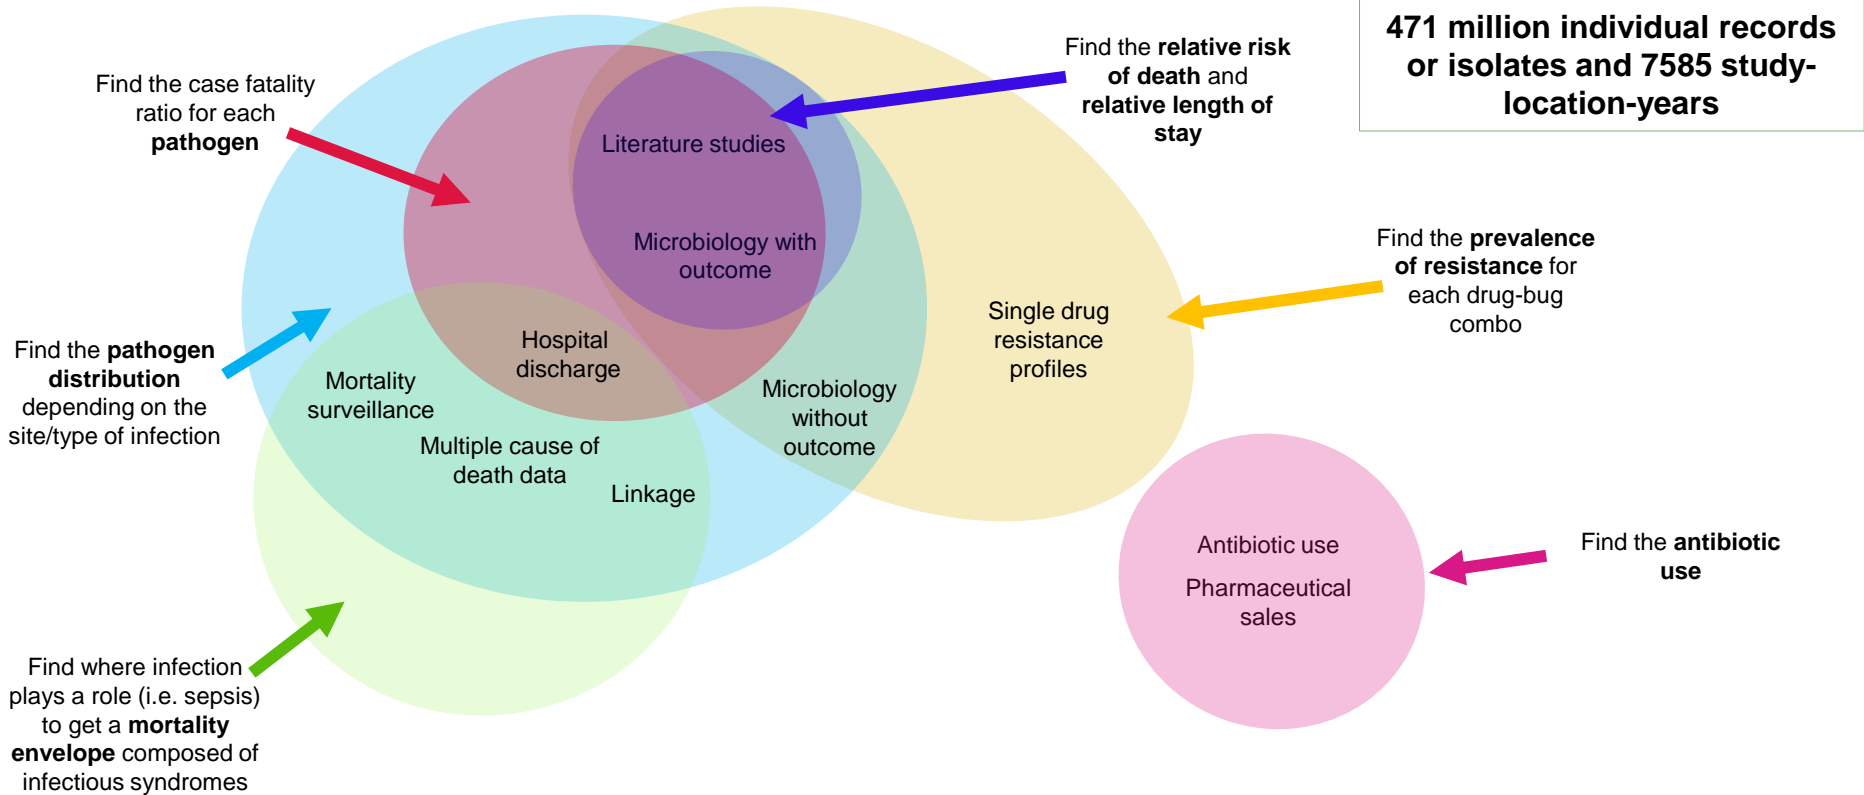 471 million individual records
or isolates and 7585 study-
location-years
Find the case fatality
ratio for each
pathogen
Find the relative risk
of death and
relative length of
stay
Literature studies
Microbiology with
outcome
Find the prevalence
of resistance for
each drug-bug
combo
Single drug
resistance
profiles
Hospital
discharge
Find the pathogen
distribution
depending on the
site/type of infection
Mortality
surveillance
Microbiology
without
outcome
Multiple cause of
death data
Linkage
Antibiotic use
Pharmaceutical
sales
Find the antibiotic
use
Find where infection
plays a role (i.e. sepsis)
to get a mortality
envelope composed of
infectious syndromes